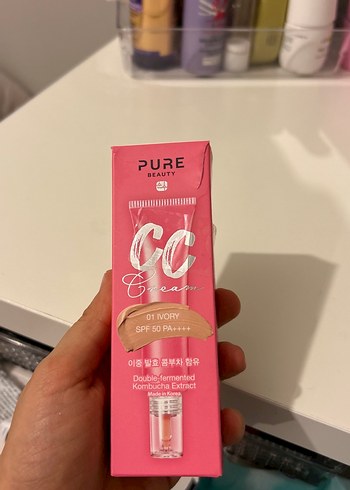 PURE
BEAUTY
CC
Cream
01 IVORY
SPF 50 PA++++
이중 발효 콤부차 함유
Double-fermented
Kombucha Extract
Made in Korea